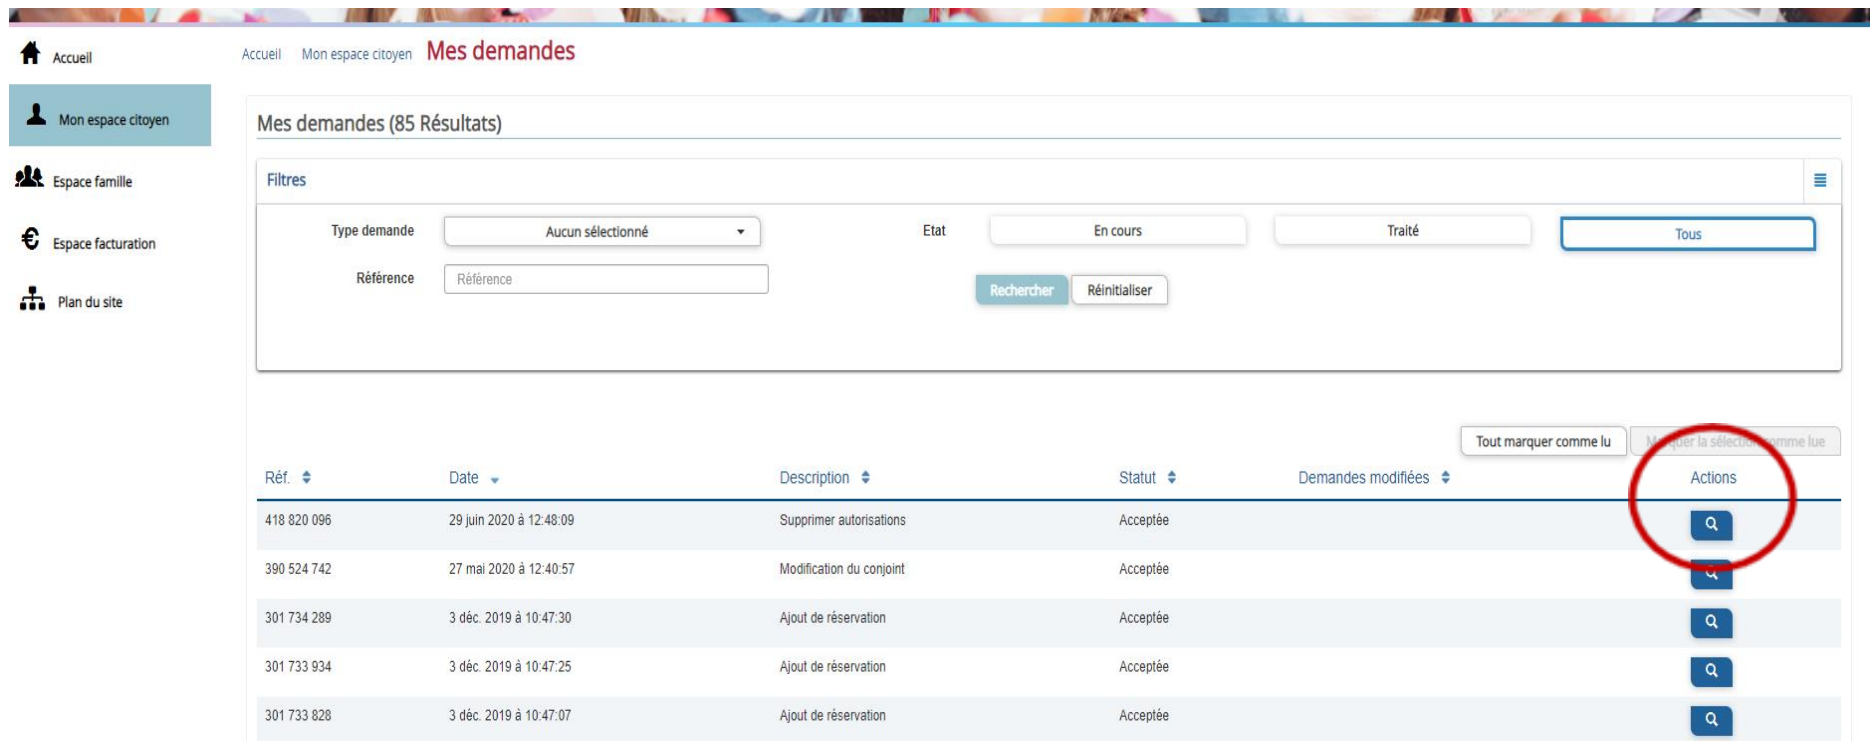 Accueil
Mon espace citoyen
Espace famille
Espace facturation
Plan du site
Accueil Mon espace citoyen Mes demandes
Mes demandes (85 Résultats)
Filtres
Type demande Aucun sélectionné Etat En cours Traité Tous
Référence Référence Rechercher Réinitialiser
Tout marquer comme lu Marquer la sélection comme lue
Réf. Date Description Statut Demandes modifiées Actions
418 820 096 29 juin 2020 à 12:48:09 Supprimer autorisations Acceptée
390 524 742 27 mai 2020 à 12:40:57 Modification du conjoint Acceptée
301 734 289 3 déc. 2019 à 10:47:30 Ajout de réservation Acceptée
301 733 934 3 déc. 2019 à 10:47:25 Ajout de réservation Acceptée
301 733 828 3 déc. 2019 à 10:47:07 Ajout de réservation Acceptée